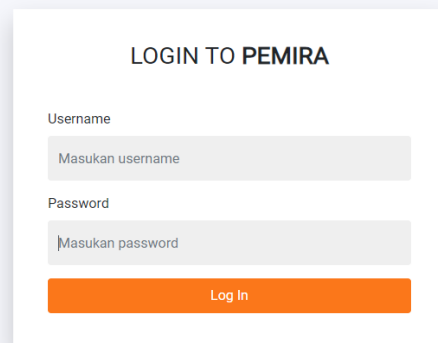 LOGIN TO PEMIRA
Username
Masukan username
Password
Masukan password
Log In